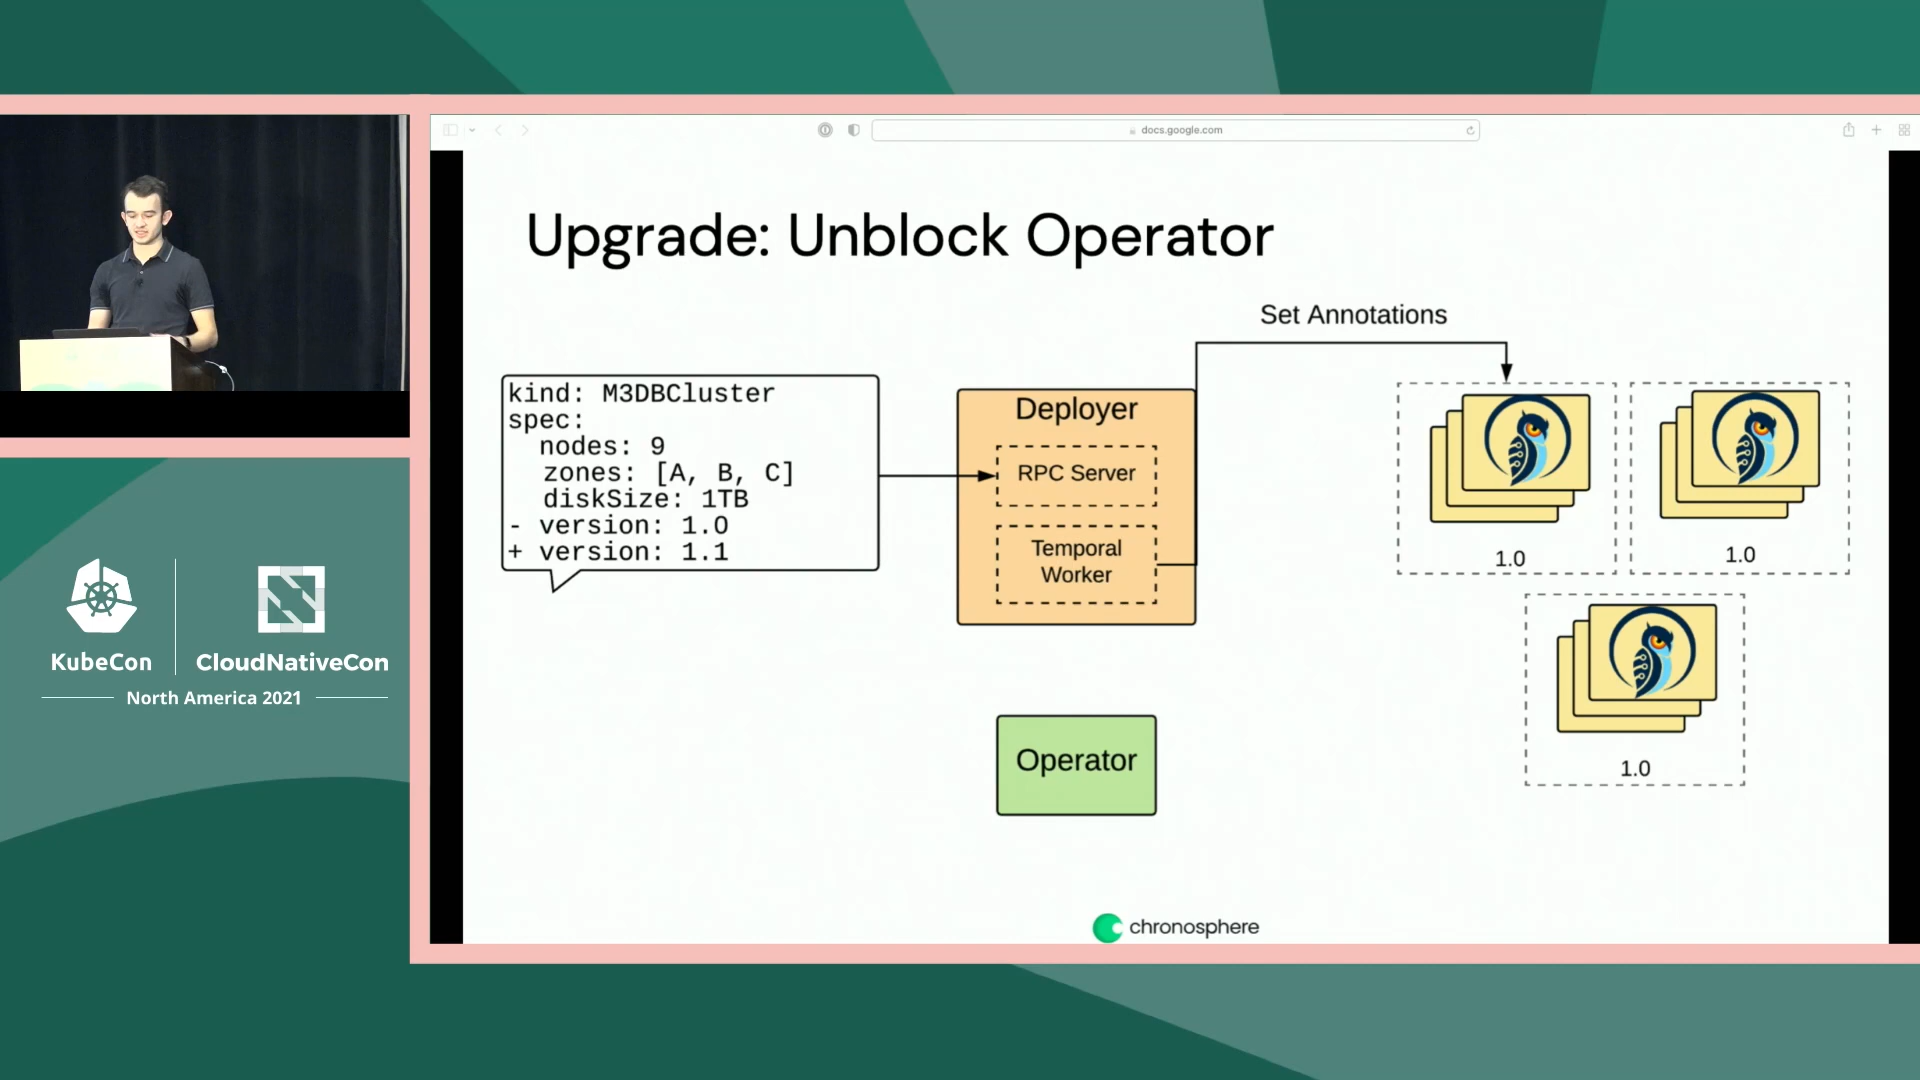 docs.google.com
Upgrade: Unblock Operator
Set Annotations
kind: M3DBCluster
spec:
nodes: 9
zones: [A, B, C]
diskSize: 1TB
- version: 1.0
+ version: 1.1
Deployer
RPC Server
Temporal
Worker
1.0
1.0
1.0
Operator
chronosphere
KubeCon
CloudNativeCon
North America 2021